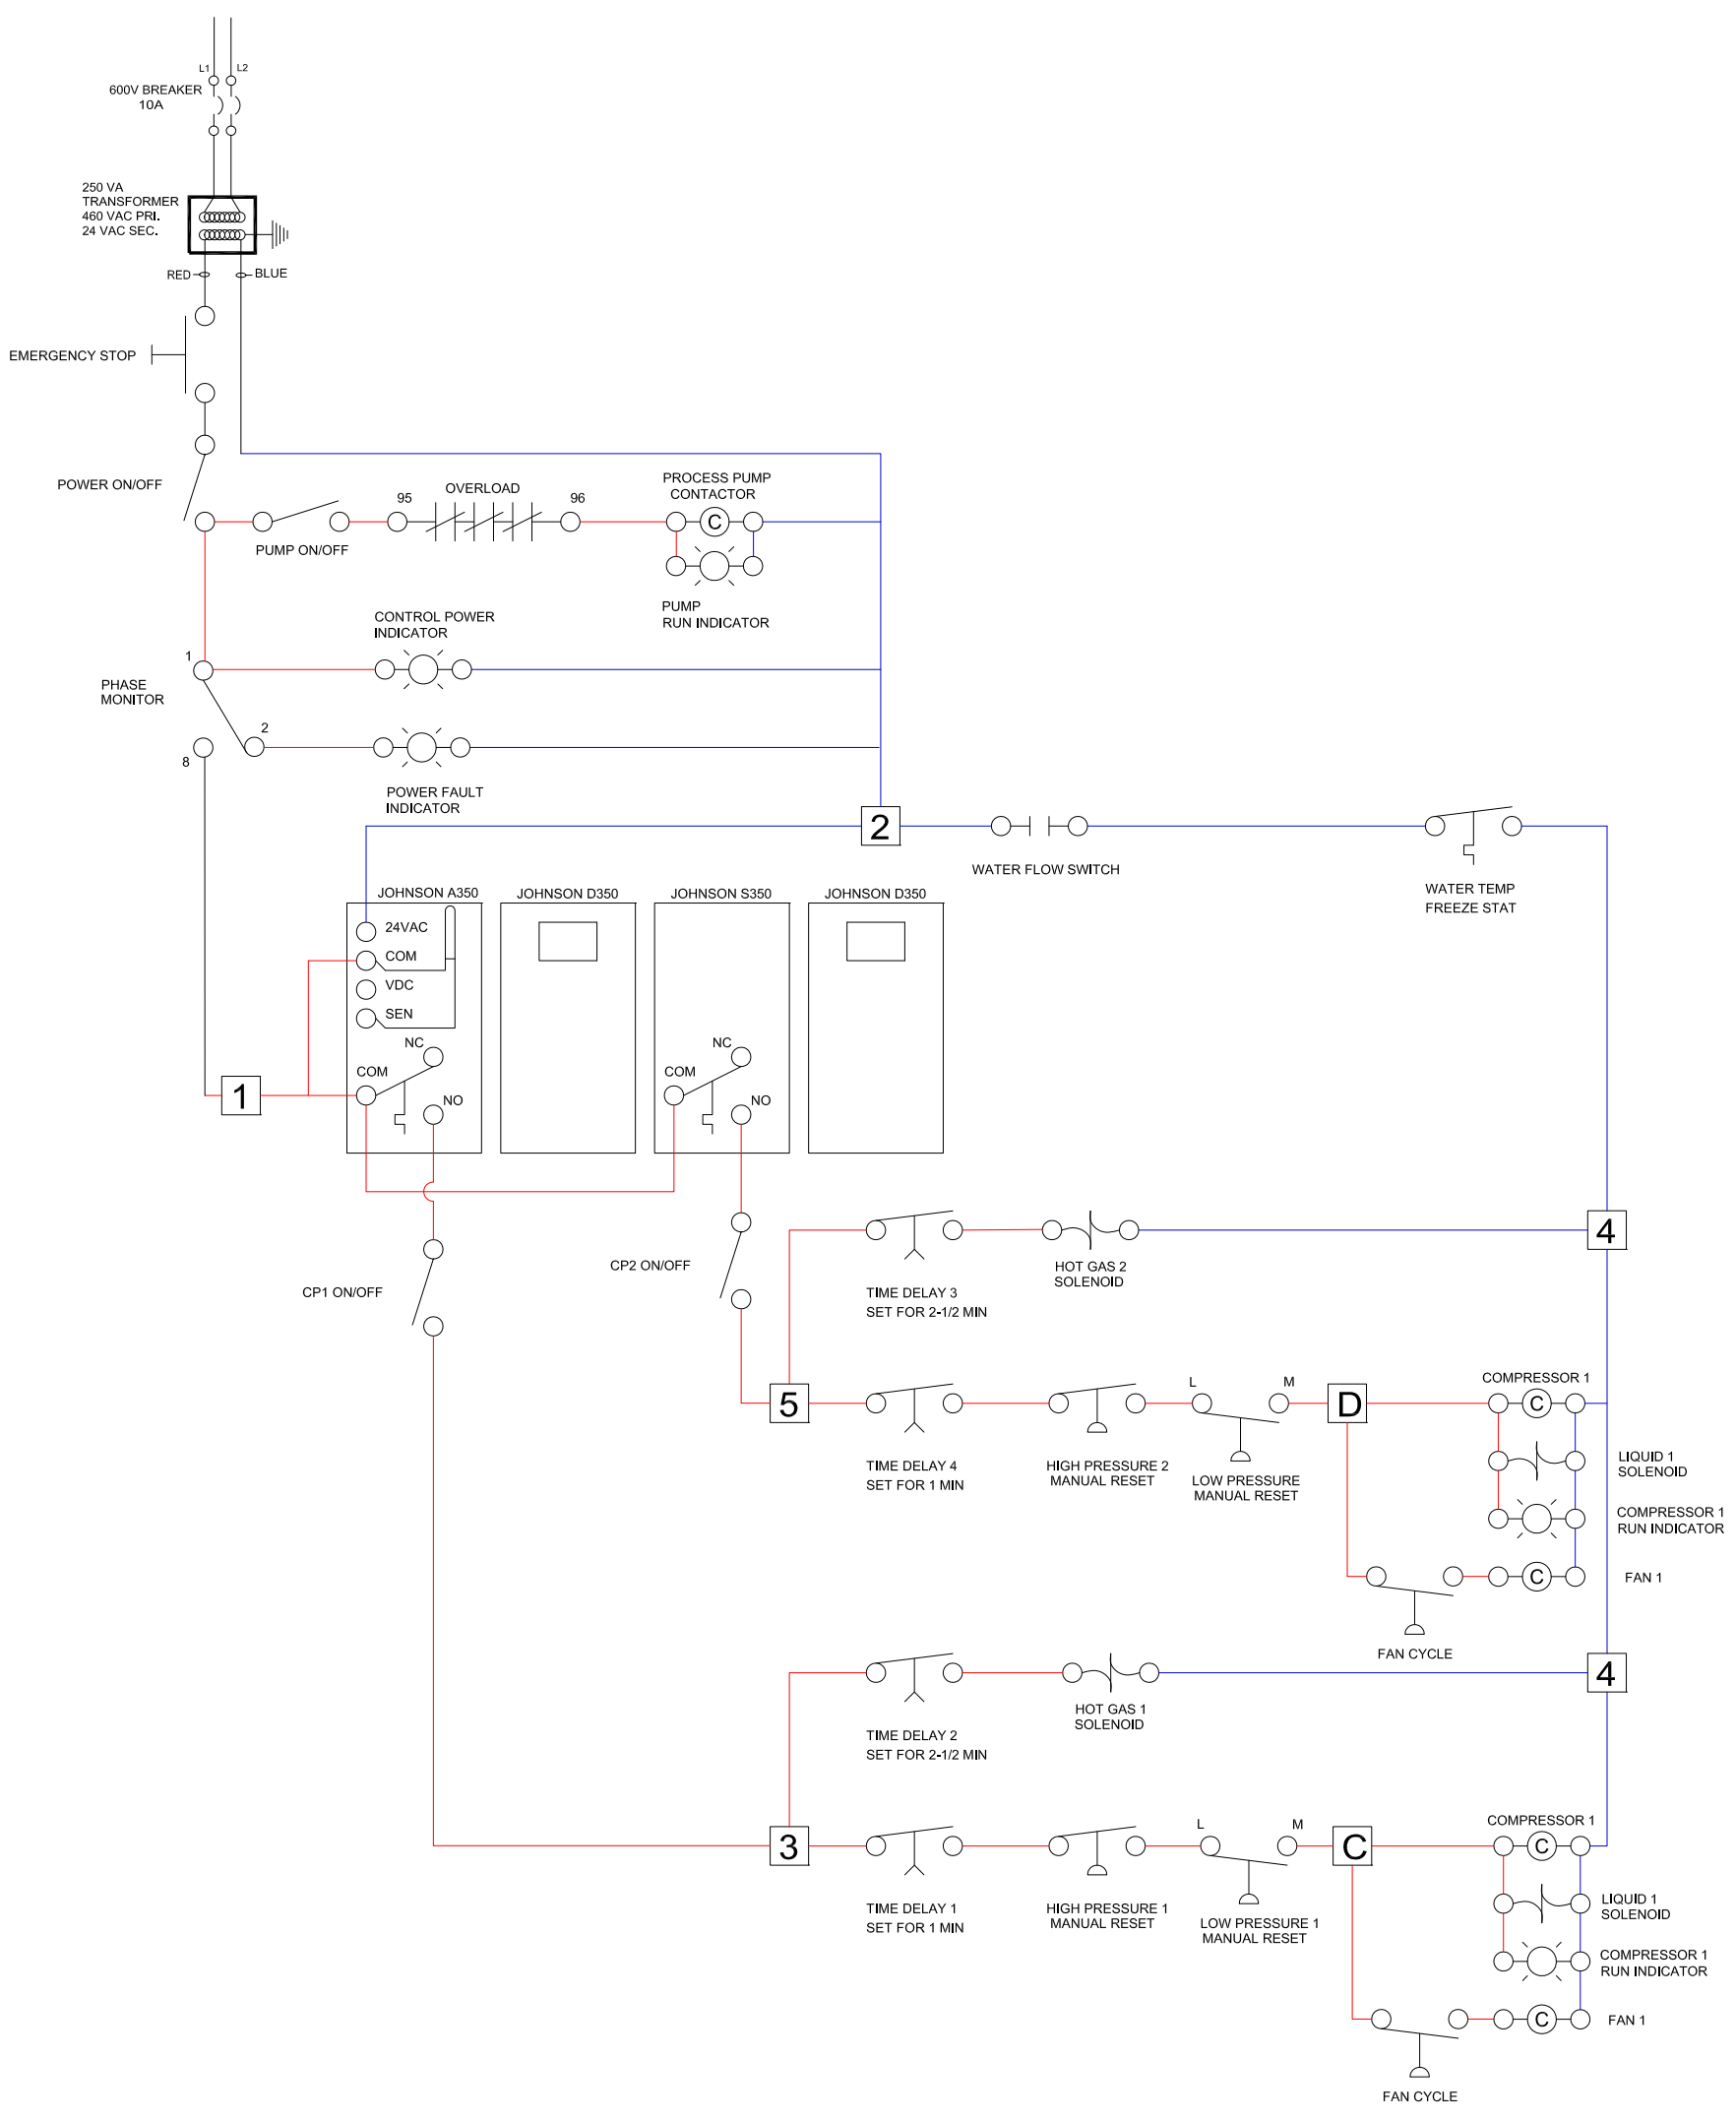 L1
L2
600V BREAKER
10A
250 VA
TRANSFORMER
460 VAC PRI.
24 VAC SEC.
RED
BLUE
EMERGENCY STOP
POWER ON/OFF
PUMP ON/OFF
95
OVERLOAD
96
PROCESS PUMP
CONTACTOR
C
PUMP
RUN INDICATOR
CONTROL POWER
INDICATOR
1
PHASE
MONITOR
2
8
POWER FAULT
INDICATOR
2
WATER FLOW SWITCH
WATER TEMP
FREEZE STAT
JOHNSON A350
JOHNSON D350
JOHNSON S350
JOHNSON D350
24VAC
COM
VDC
SEN
NC
COM
NO
NC
COM
NO
1
CP1 ON/OFF
CP2 ON/OFF
TIME DELAY 3
SET FOR 2-1/2 MIN
HOT GAS 2
SOLENOID
4
5
TIME DELAY 4
SET FOR 1 MIN
HIGH PRESSURE 2
MANUAL RESET
L
M
LOW PRESSURE
MANUAL RESET
D
COMPRESSOR 1
C
LIQUID 1
SOLENOID
COMPRESSOR 1
RUN INDICATOR
C
FAN 1
FAN CYCLE
TIME DELAY 2
SET FOR 2-1/2 MIN
HOT GAS 1
SOLENOID
4
3
TIME DELAY 1
SET FOR 1 MIN
HIGH PRESSURE 1
MANUAL RESET
L
M
LOW PRESSURE 1
MANUAL RESET
C
COMPRESSOR 1
C
LIQUID 1
SOLENOID
COMPRESSOR 1
RUN INDICATOR
C
FAN 1
FAN CYCLE